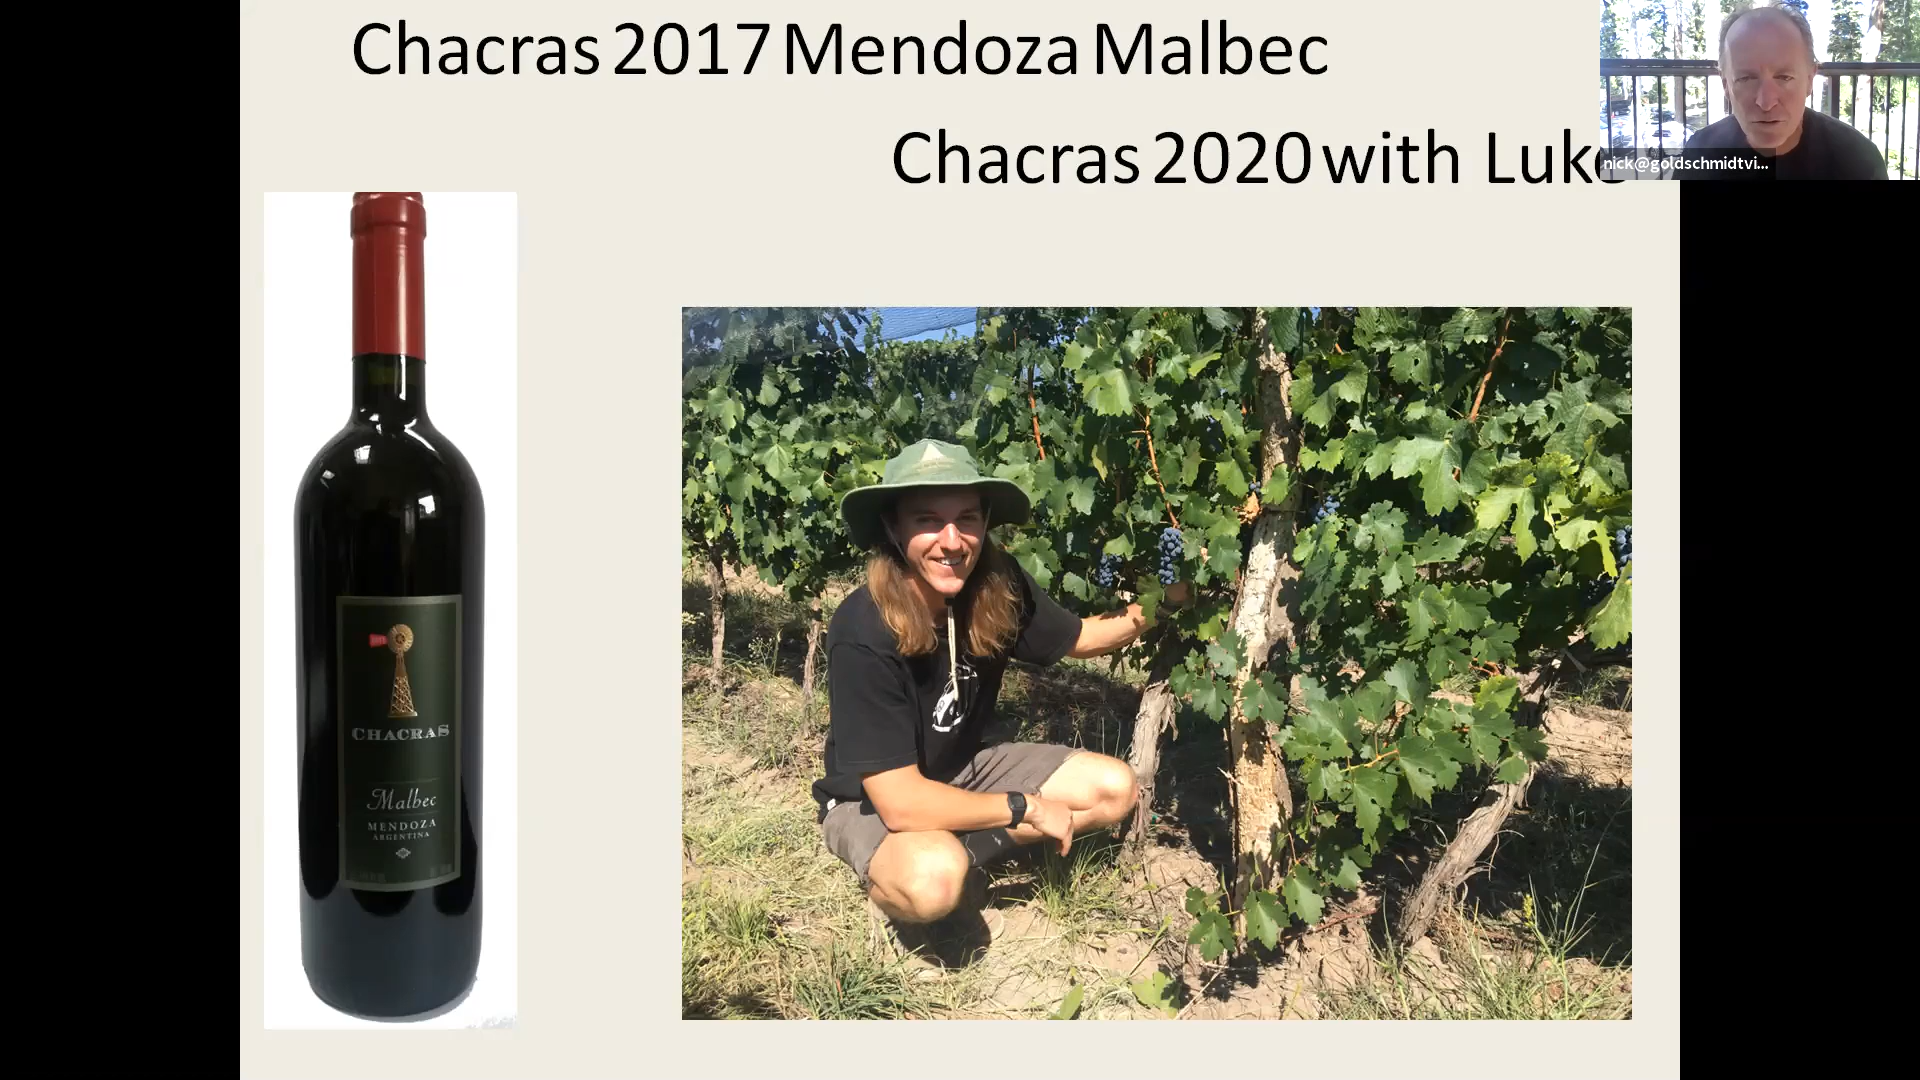 Chacras 2017 Mendoza Malbec
Chacras 2020 with Luke
nick@goldschmidtvi...
CHACRAS
Malbec
MENDOZA
ARGENTINA